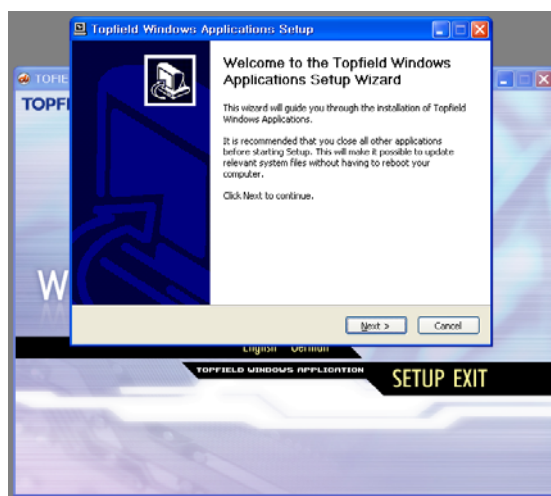 Topfield Windows Applications Setup
TOFIE
TOPFI
Welcome to the Topfield Windows
Applications Setup Wizard
This wizard will guide you through the installation of Topfield
Windows Applications.
It is recommended that you close all other applications
before starting Setup. This will make it possible to update
relevant system files without having to reboot your
computer.
Click Next to continue.
W
Next > Cancel
English German
TOPFIELD WINDOWS APPLICATION
SETUP EXIT